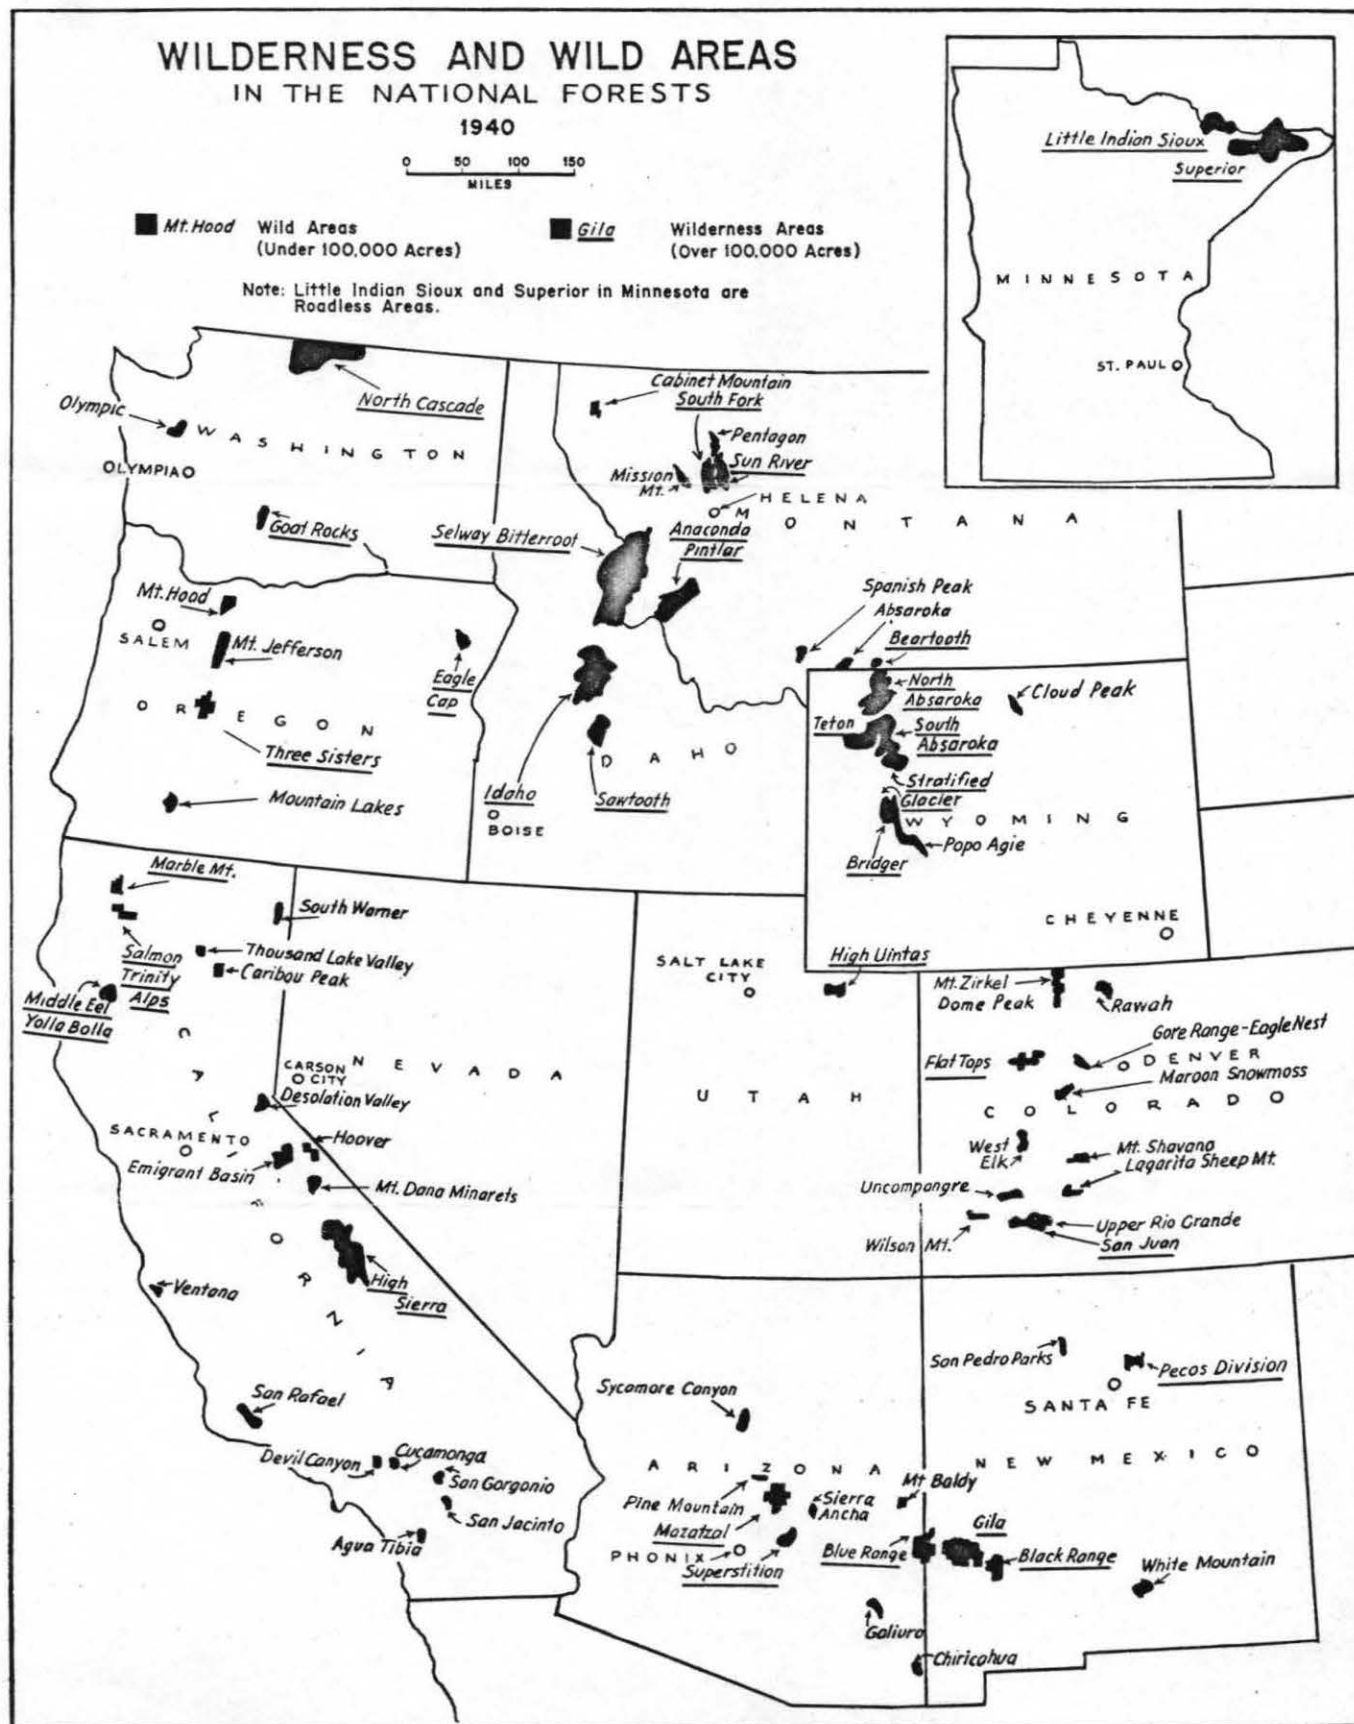 WILDERNESS AND WILD AREAS
IN THE NATIONAL FORESTS
1940
0 50 100 150
MILES
Mt. Hood Wild Areas
(Under 100,000 Acres)
Gila Wilderness Areas
(Over 100,000 Acres)
Note: Little Indian Sioux and Superior in Minnesota are
Roadless Areas.
Little Indian Sioux
Superior
MINNESOTA
ST. PAUL
North Cascade
Olympic
WASHINGTON
OLYMPIA
Goat Rocks
Cabinet Mountain
South Fork
Pentagon
Sun River
Mission
Mt.
HELENA
MONTANA
Selway Bitterroot
Anaconda
Pintlar
Spanish Peak
Absaroka
Beartooth
Mt. Hood
SALEM
Mt. Jefferson
Eagle
Cap
OREGON
Three Sisters
Mountain Lakes
Idaho
BOISE
DAHO
Sawtooth
North
Absaroka
Cloud Peak
Teton
South
Absaroka
Stratified
Glacier
WYOMING
Popo Agie
Bridger
CHEYENNE
Marble Mt.
South Warner
Salmon
Trinity
Alps
Thousand Lake Valley
Caribou Peak
Middle Eel
Yolla Bolla
CALIFORNIA
CARSON
CITY
NEVADA
Desolation Valley
SACRAMENTO
Hoover
Emigrant Basin
Mt. Dana Minarets
High
Sierra
Ventana
San Rafael
Devil Canyon
Cucamonga
San Gorgonio
San Jacinto
Agua Tibia
SALT LAKE
CITY
High Uintas
UTAH
Mt. Zirkel
Dome Peak
Rawah
Gore Range-Eagle Nest
Flat Tops
DENVER
Maroon Snowmoss
COLORADO
West
Elk
Mt. Shavano
Lagarita Sheep Mt.
Uncompangre
Upper Rio Grande
Wilson Mt.
San Juan
San Pedro Parks
Pecos Division
SANTA FE
Sycamore Canyon
ARIZONA
NEW MEXICO
Pine Mountain
Sierra
Ancha
Mt Baldy
Mazatzal
PHONIX
Superstition
Blue Range
Gila
Black Range
White Mountain
Galiuro
Chiricahua